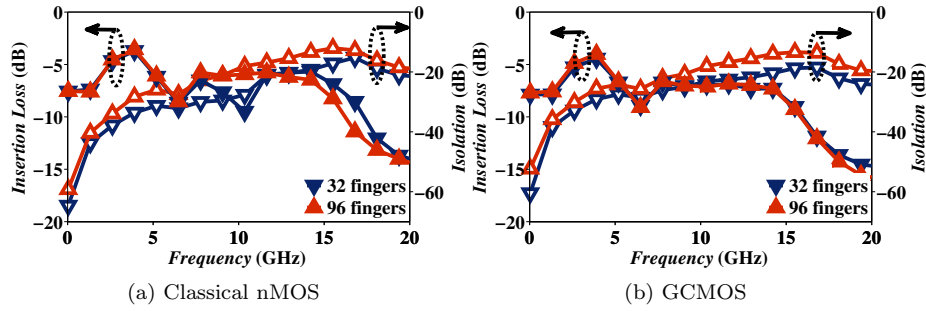 0
−5
−10
−15
−20
Insertion Loss (dB)
0
−20
−40
−60
Isolation (dB)
32 fingers
96 fingers
0 5 10 15 20
Frequency (GHz)
(a) Classical nMOS
0
−5
−10
−15
−20
Insertion Loss (dB)
0
−20
−40
−60
Isolation (dB)
32 fingers
96 fingers
0 5 10 15 20
Frequency (GHz)
(b) GCMOS